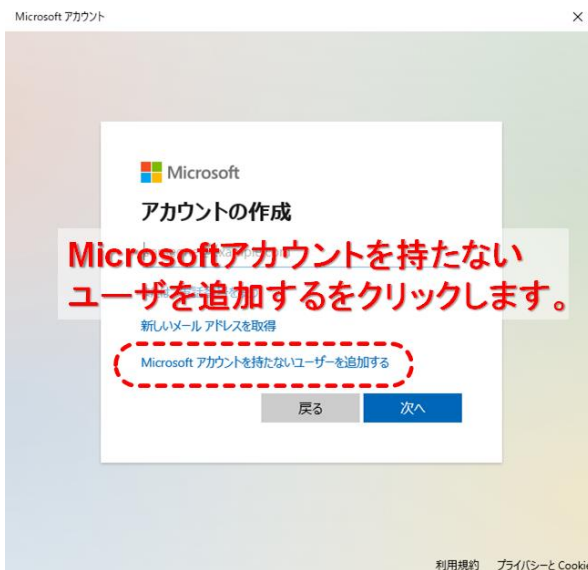 Microsoft アカウント
Microsoft
アカウントの作成
Microsoftアカウントを持たない
ユーザを追加するをクリックします。
新しいメール アドレスを取得
Microsoft アカウントを持たないユーザーを追加する
戻る
次へ
利用規約 プライバシーと Cookie